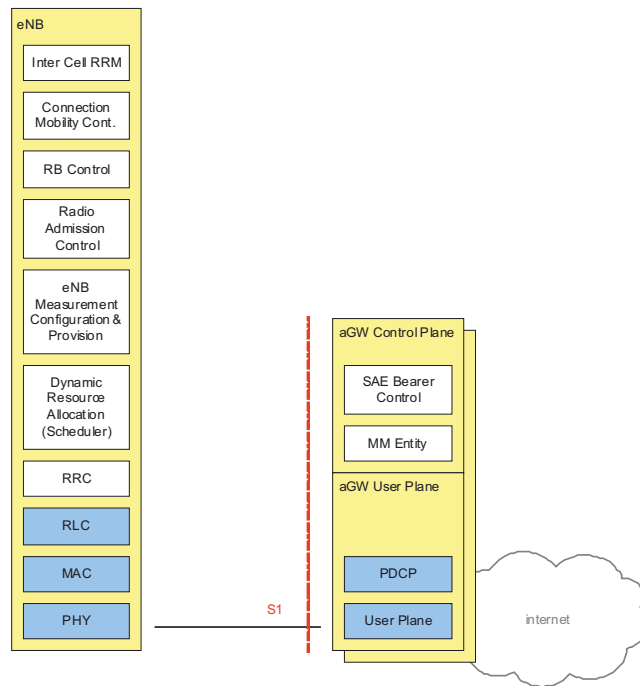 eNB
Inter Cell RRM
Connection
Mobility Cont.
RB Control
Radio
Admission
Control
eNB
Measurement
Configuration &
Provision
Dynamic
Resource
Allocation
(Scheduler)
RRC
RLC
MAC
PHY
S1
aGW Control Plane
SAE Bearer
Control
MM Entity
aGW User Plane
PDCP
User Plane
internet